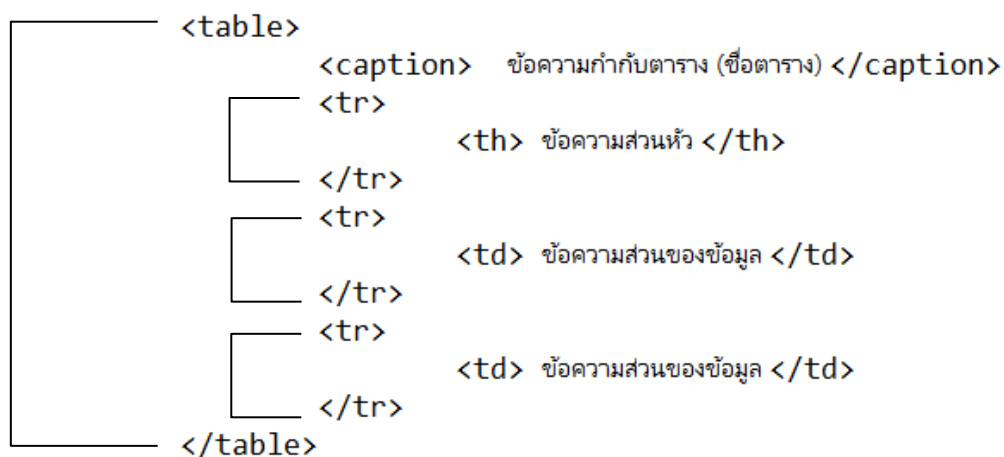 <table>
<caption> ข้อความกำกับตาราง (ชื่อตาราง) </caption>
<tr>
<th> ข้อความส่วนหัว </th>
</tr>
<tr>
<td> ข้อความส่วนของข้อมูล </td>
</tr>
<tr>
<td> ข้อความส่วนของข้อมูล </td>
</tr>
</table>